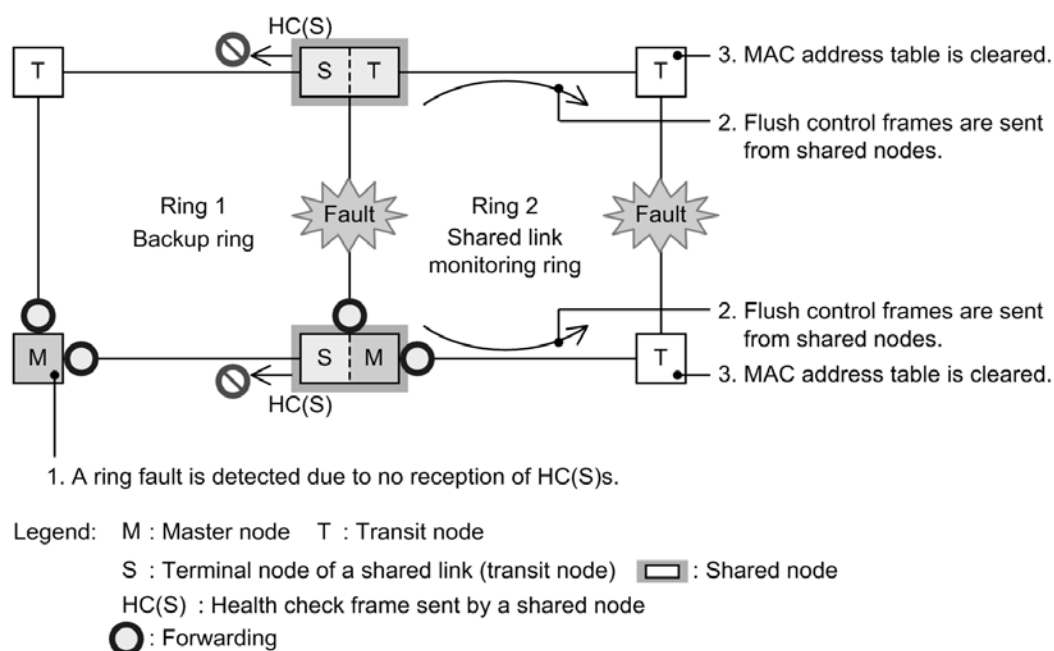 HC(S)
T
S T
T
3. MAC address table is cleared.
2. Flush control frames are sent
from shared nodes.
Ring 1
Backup ring
Fault
Ring 2
Shared link
monitoring ring
Fault
2. Flush control frames are sent
from shared nodes.
M
S M
T
3. MAC address table is cleared.
HC(S)
1. A ring fault is detected due to no reception of HC(S)s.
Legend: M : Master node T : Transit node
S : Terminal node of a shared link (transit node) : Shared node
HC(S) : Health check frame sent by a shared node
: Forwarding